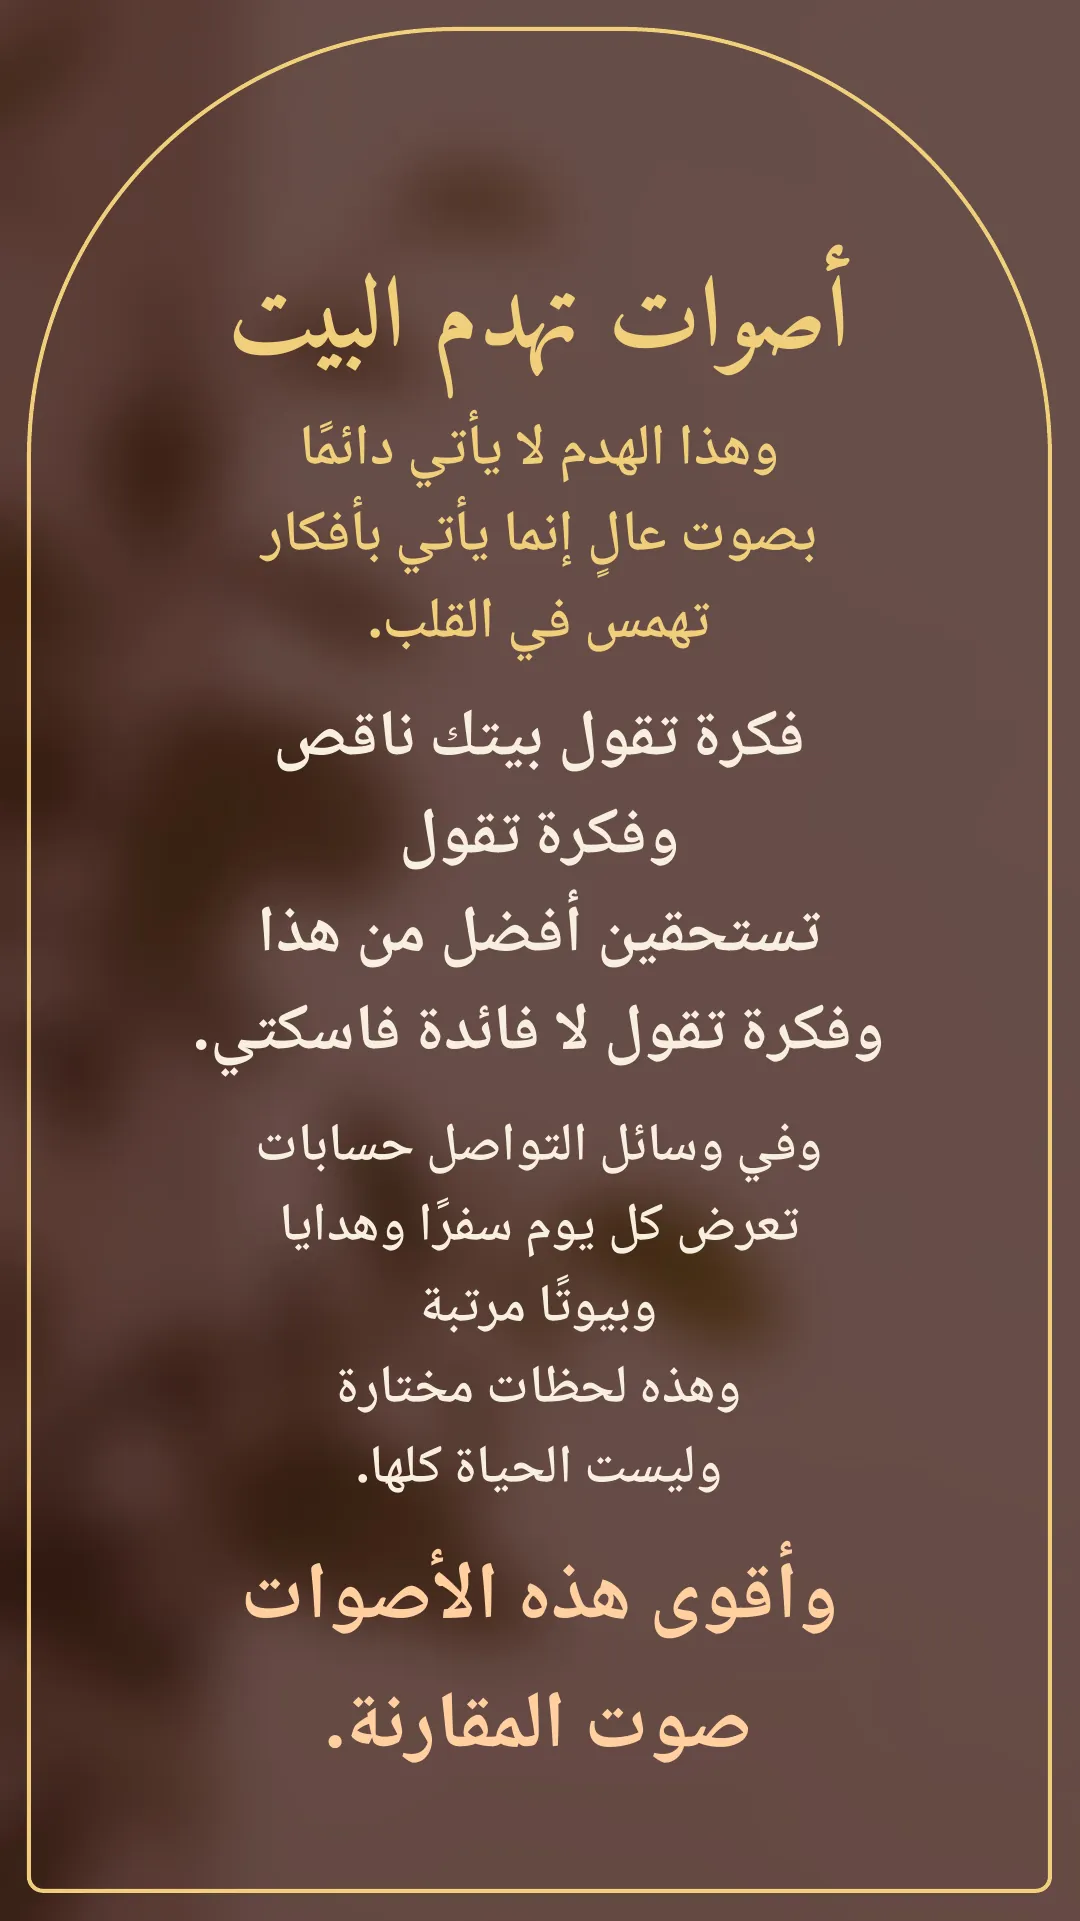 أصوات تهدم البيت
وهذا الهدم لا يأتي دائمًا
بصوت عالٍ إنما يأتي بأفكار
تهمس في القلب.
فكرة تقول بيتك ناقص
وفكرة تقول
تستحقين أفضل من هذا
وفكرة تقول لا فائدة فاسكتي.
وفي وسائل التواصل حسابات
تعرض كل يوم سفرًا وهدايا
وبيوتًا مرتبة
وهذه لحظات مختارة
وليست الحياة كلها.
وأقوى هذه الأصوات
صوت المقارنة.